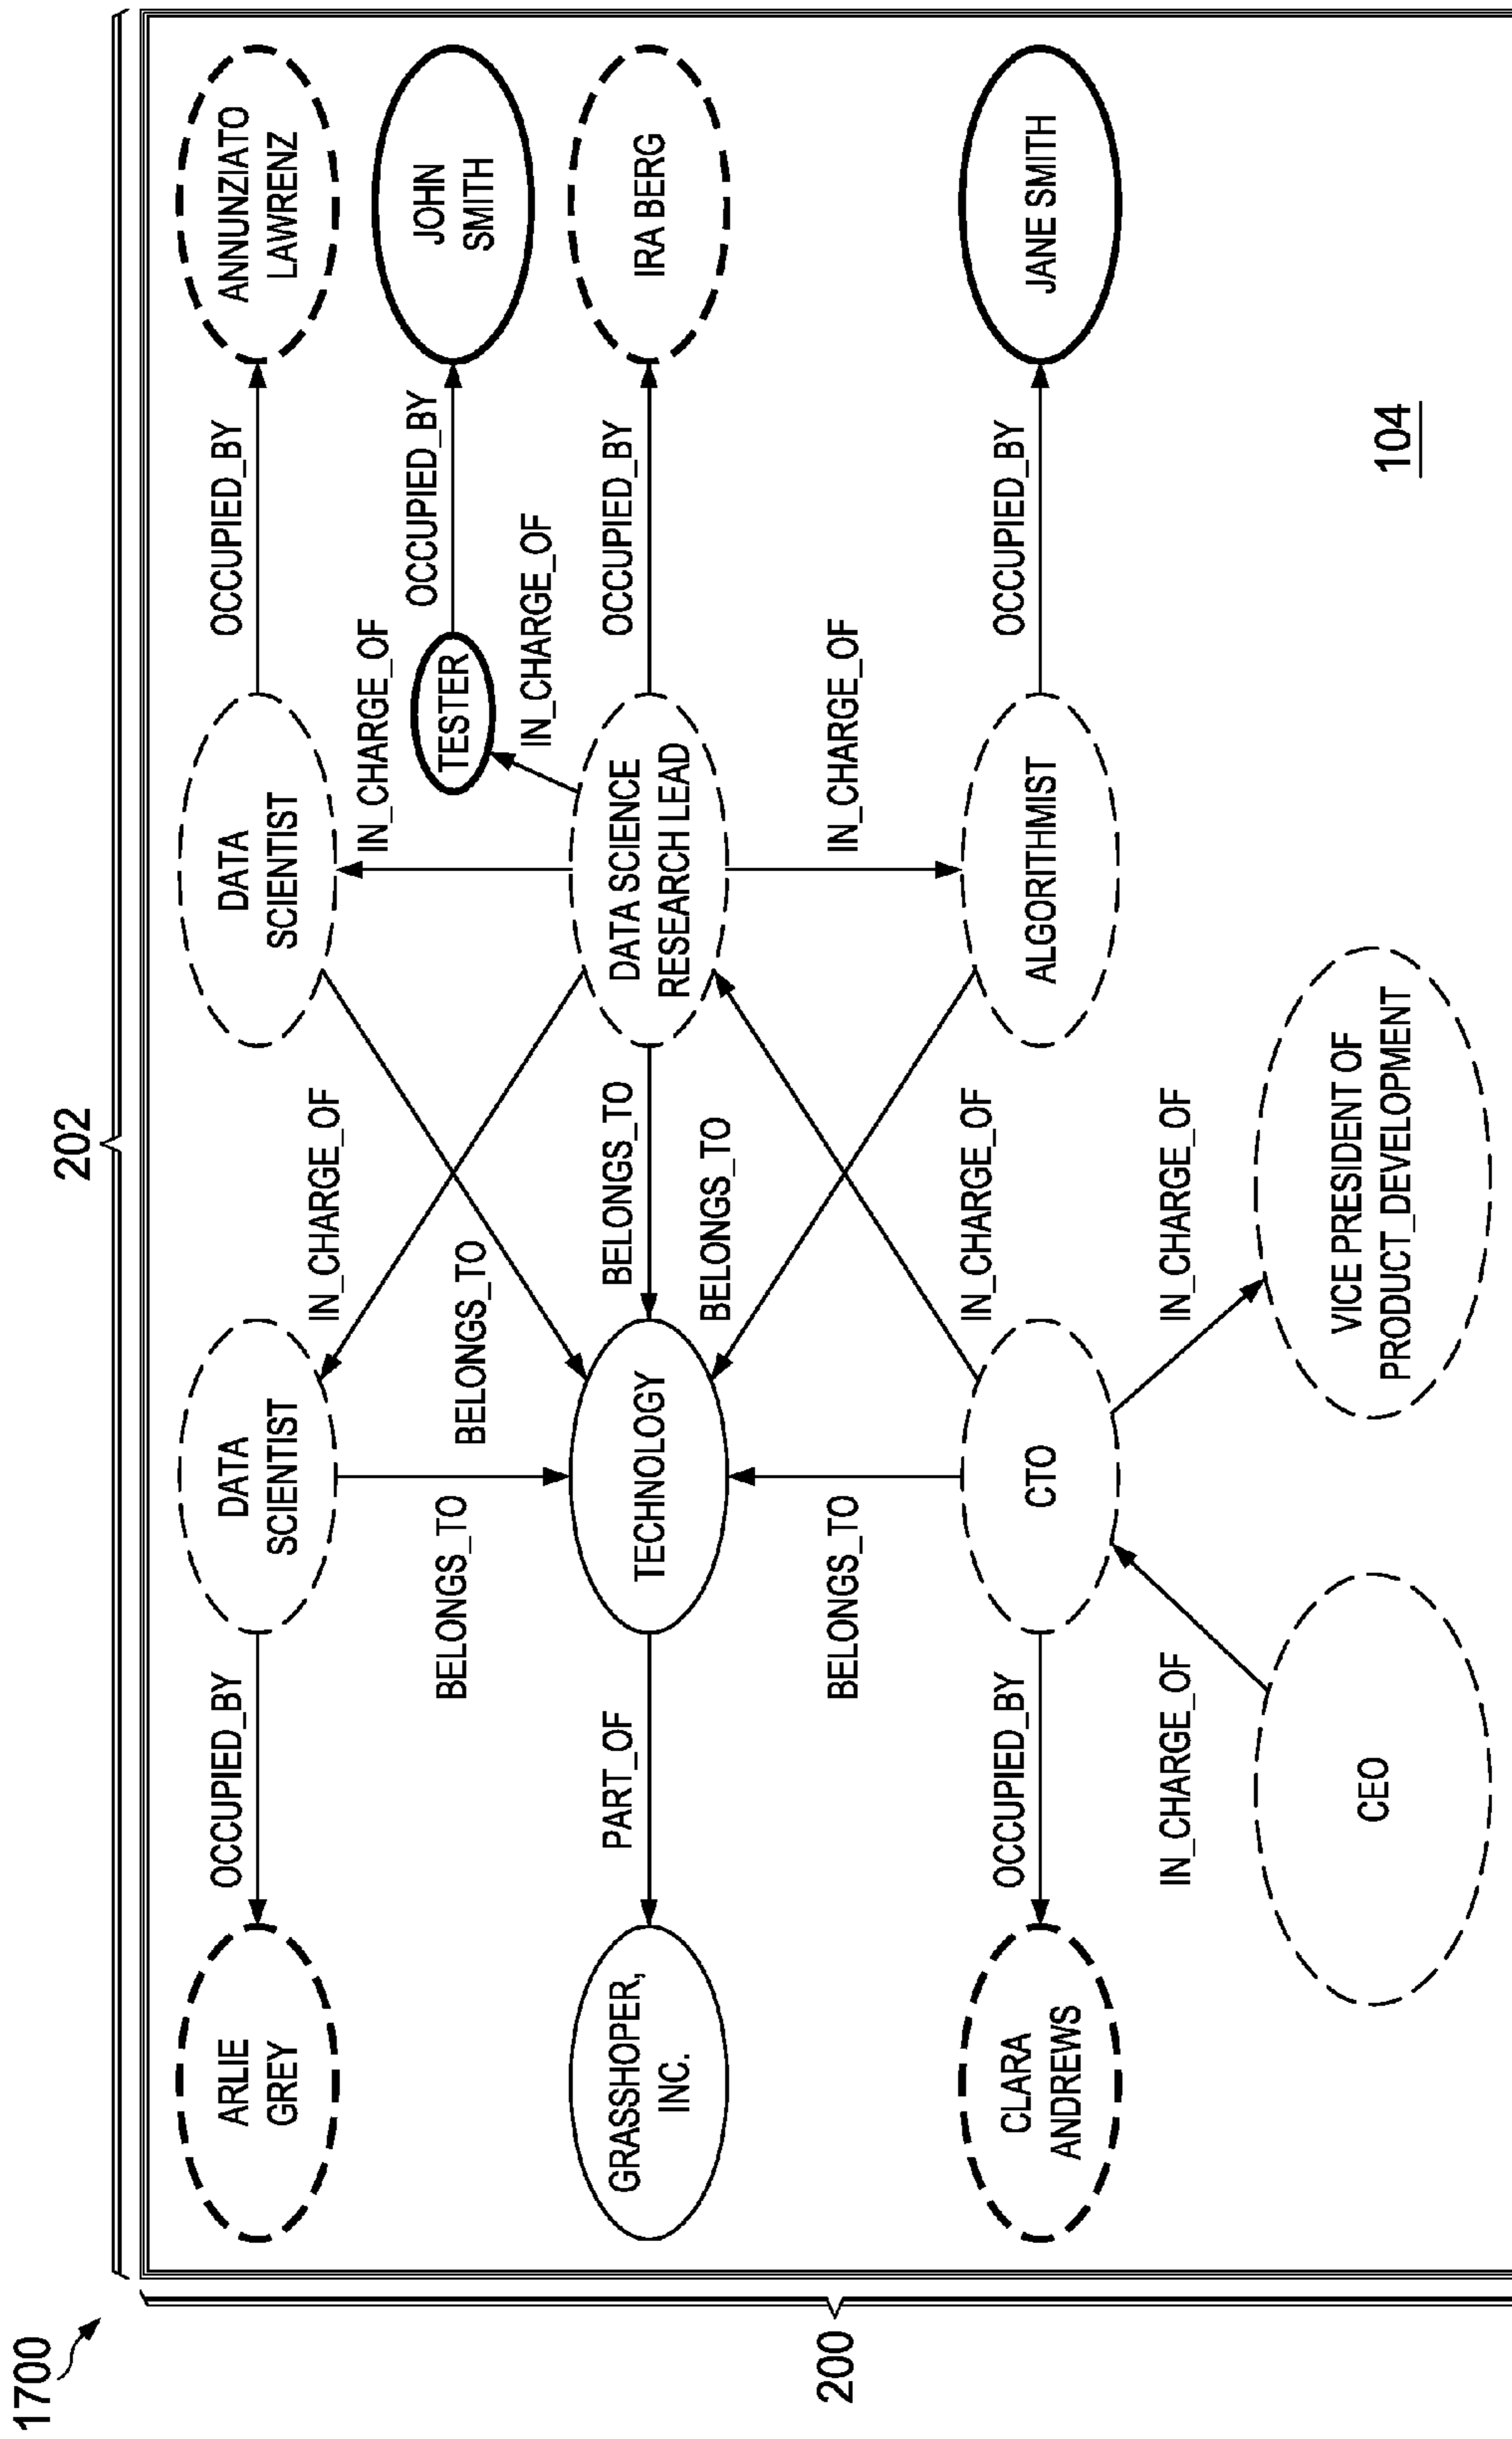 1700
202
200
ARLIE
GREY
OCCUPIED_BY
DATA
SCIENTIST
IN_CHARGE_OF
DATA
SCIENTIST
OCCUPIED_BY
ANNUNZIATO
LAWRENZ
BELONGS_TO
BELONGS_TO
IN_CHARGE_OF
TESTER
OCCUPIED_BY
JOHN
SMITH
IN_CHARGE_OF
GRASSHOPER,
INC.
PART_OF
TECHNOLOGY
BELONGS_TO
DATA SCIENCE
RESEARCH LEAD
OCCUPIED_BY
IRA BERG
BELONGS_TO
BELONGS_TO
IN_CHARGE_OF
CLARA
ANDREWS
OCCUPIED_BY
CTO
IN_CHARGE_OF
ALGORITHMIST
OCCUPIED_BY
JANE SMITH
IN_CHARGE_OF
IN_CHARGE_OF
CEO
VICE PRESIDENT OF
PRODUCT_DEVELOPMENT
104